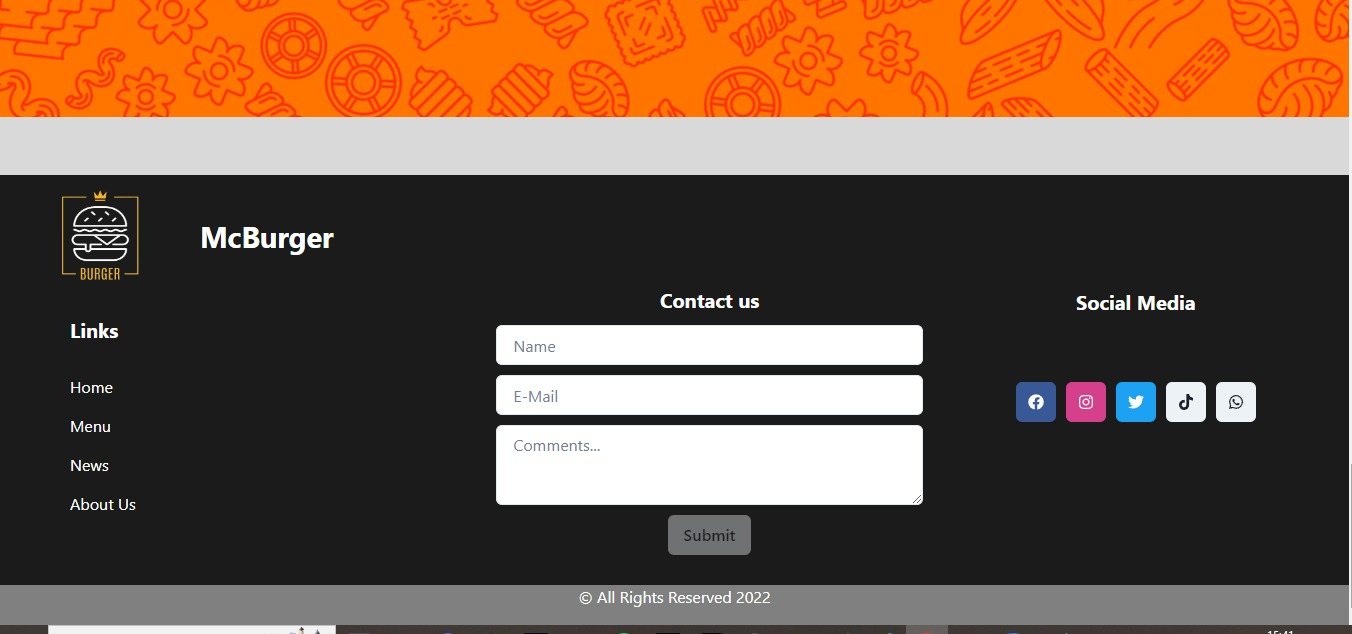 BURGER
McBurger
Links
Home
Menu
News
About Us
Contact us
Name
E-Mail
Comments...
Submit
Social Media
© All Rights Reserved 2022